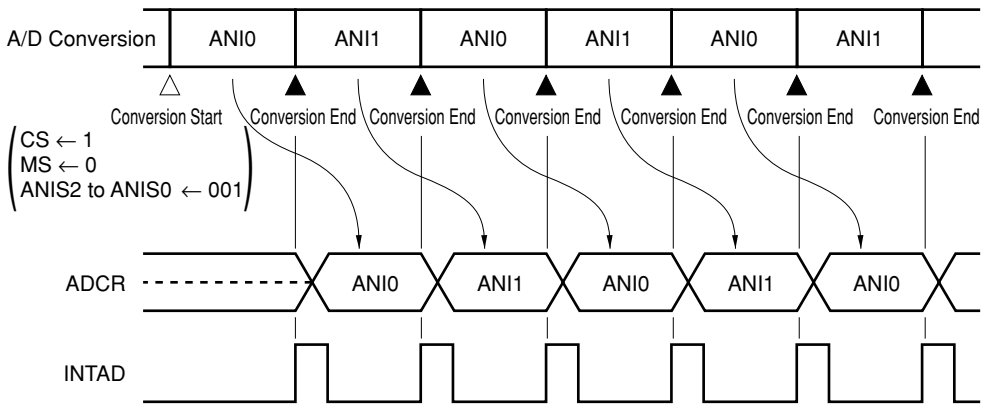 A/D Conversion ANI0 ANI1 ANI0 ANI1 ANI0 ANI1
Conversion Start Conversion End Conversion End Conversion End Conversion End Conversion End Conversion End
CS ← 1
MS ← 0
ANIS2 to ANIS0 ← 001
ADCR ANI0 ANI1 ANI0 ANI1 ANI0
INTAD